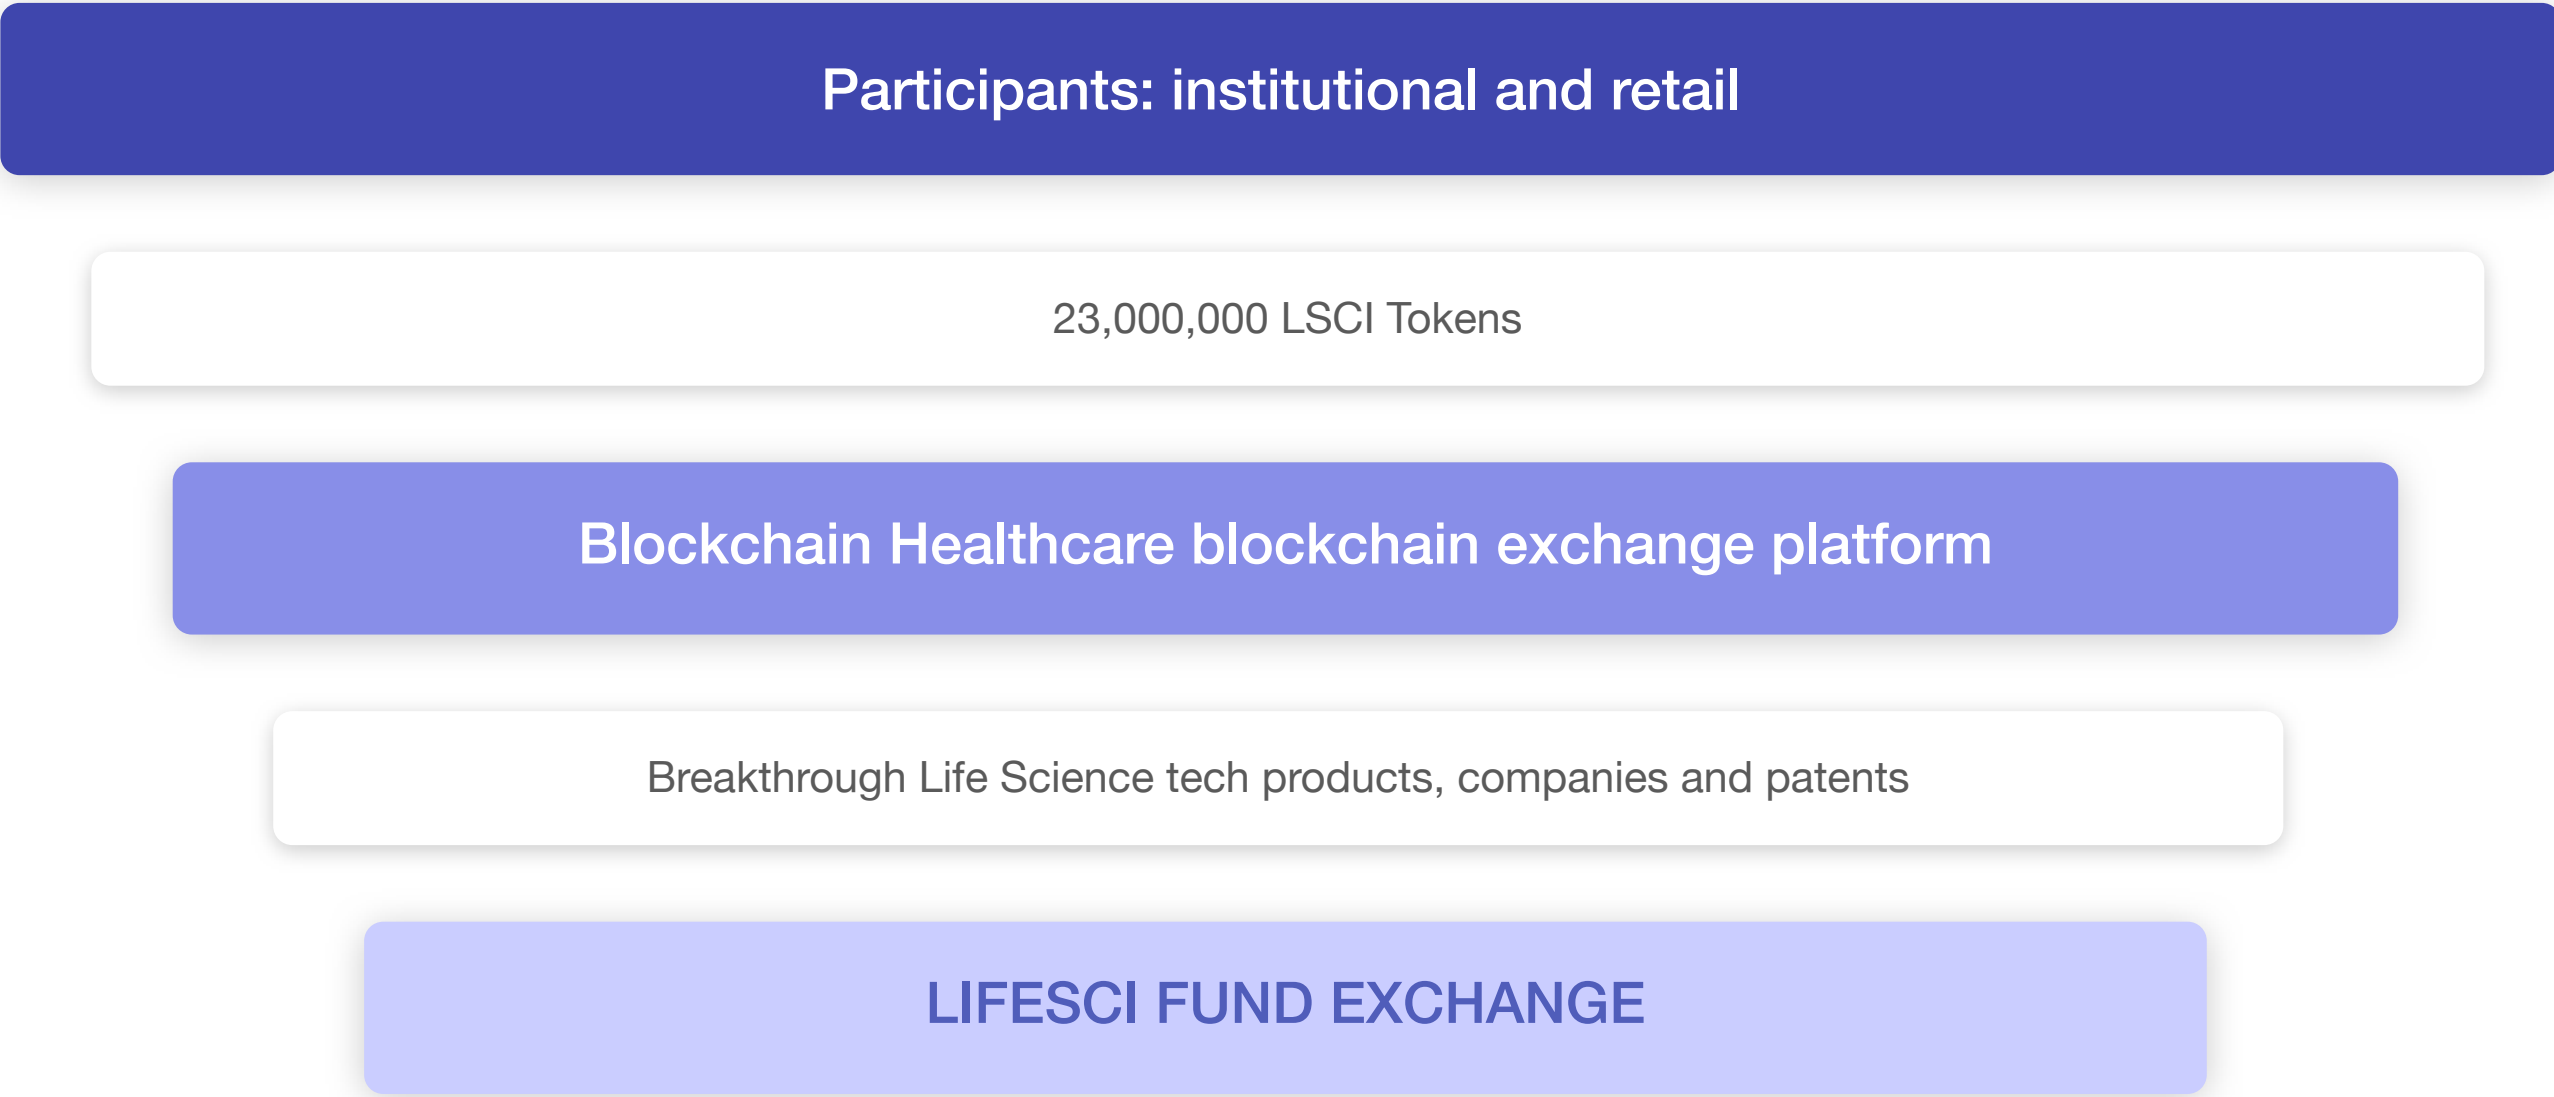 Participants: institutional and retail
23,000,000 LSCI Tokens
Blockchain Healthcare blockchain exchange platform
Breakthrough Life Science tech products, companies and patents
LIFESCI FUND EXCHANGE